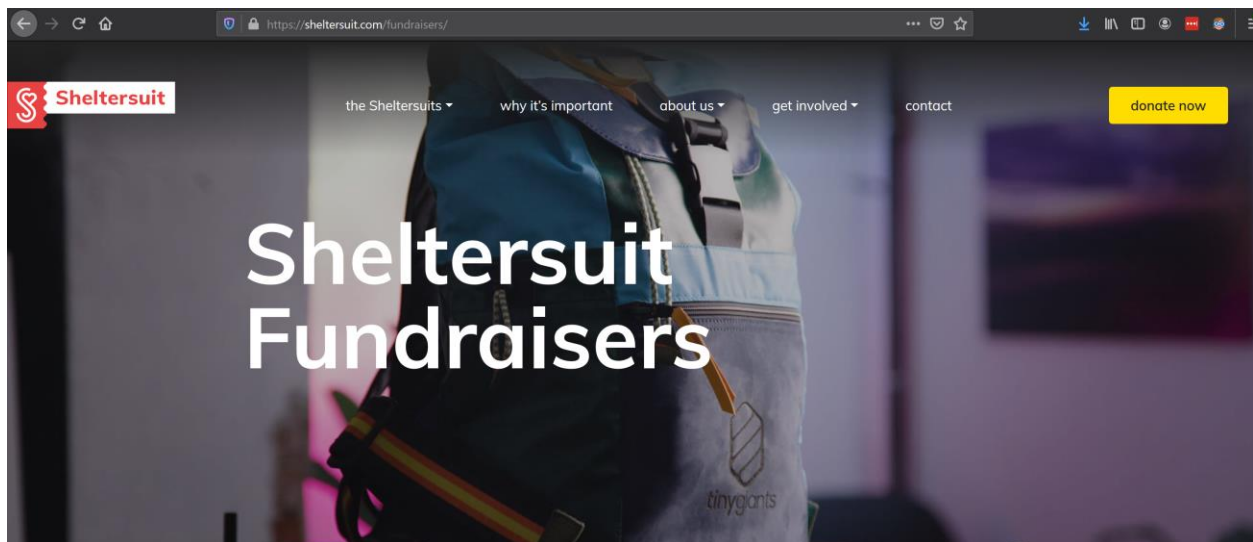 https://sheltersuit.com/fundraisers/
Sheltersuit
the Sheltersuits
why it's important
about us
get involved
contact
donate now
Sheltersuit
Fundraisers
tinygiants